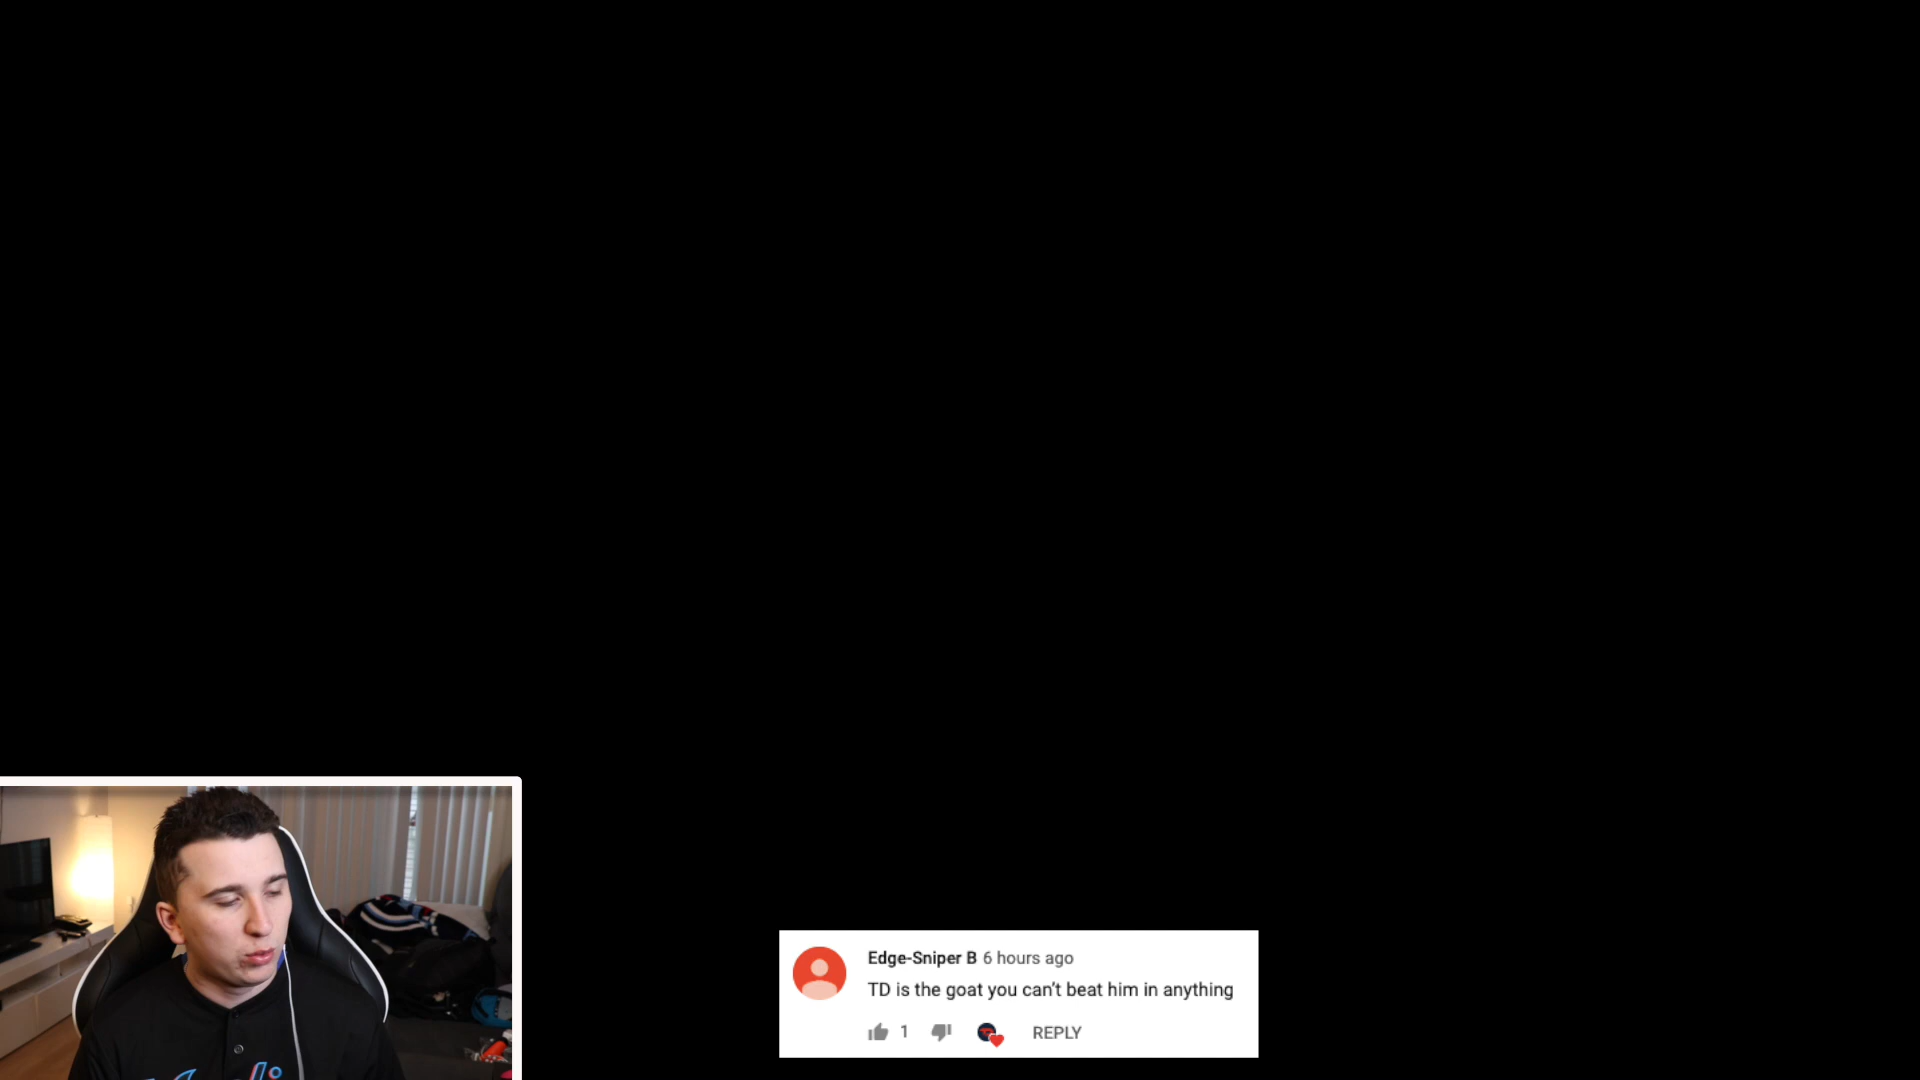 Edge-Sniper B 6 hours ago
TD is the goat you can't beat him in anything
1 REPLY